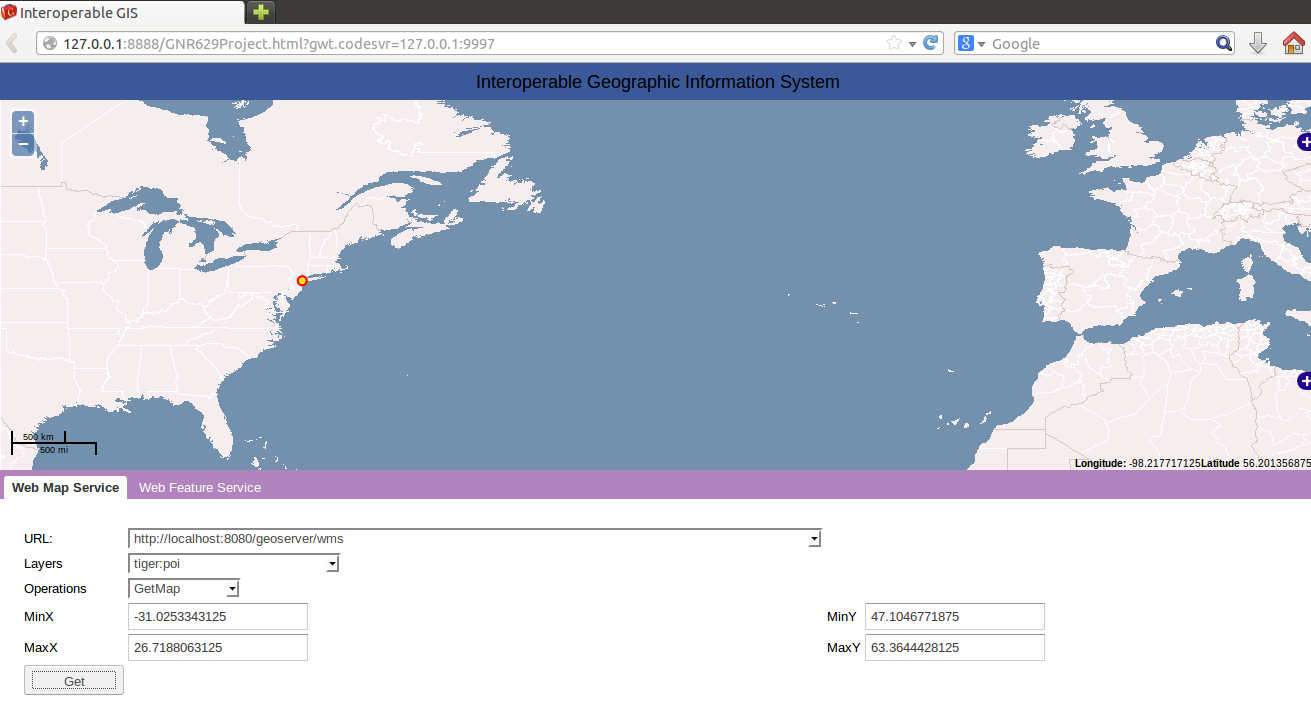 Interoperable GIS
127.0.0.1:8888/GNR629Project.html?gwt.codesvr=127.0.0.1:9997
Google
Interoperable Geographic Information System
+
−
500 km
500 mi
Longitude: -98.217717125Latitude 56.201356875
Web Map Service Web Feature Service
URL: http://localhost:8080/geoserver/wms
Layers tiger:poi
Operations GetMap
MinX -31.0253343125 MinY 47.1046771875
MaxX 26.7188063125 MaxY 63.3644428125
Get